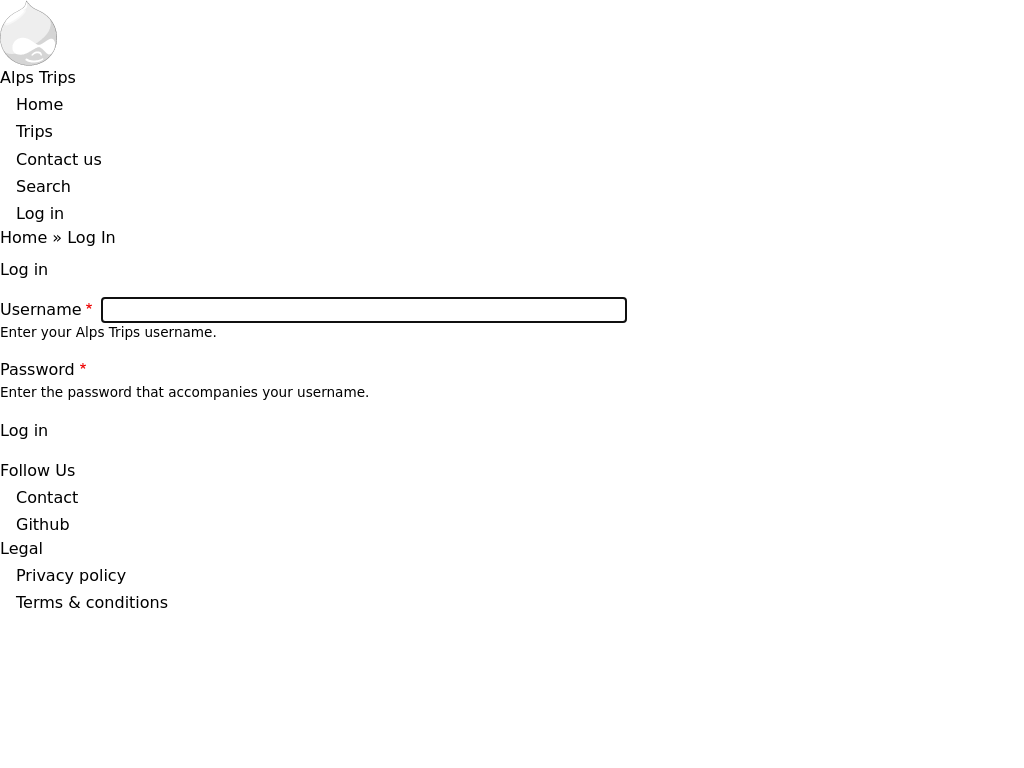 Alps Trips
Home
Trips
Contact us
Search
Log in
Home » Log In
Log in
Username *
Enter your Alps Trips username.
Password *
Enter the password that accompanies your username.
Log in
Follow Us
Contact
Github
Legal
Privacy policy
Terms & conditions